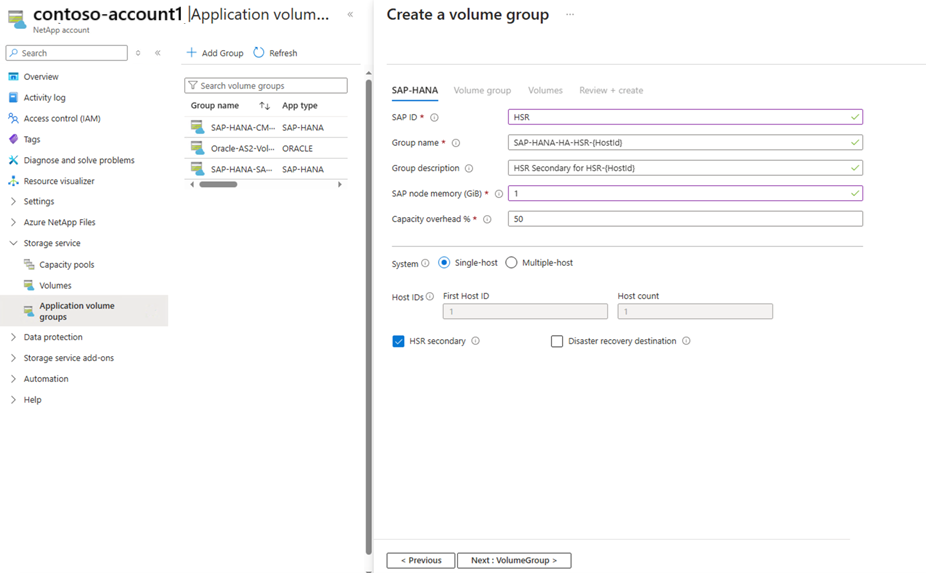 contoso-account1 |Application volum...
NetApp account
Search
Overview
Activity log
Access control (IAM)
Tags
Diagnose and solve problems
Resource visualizer
Settings
Azure NetApp Files
Storage service
Capacity pools
Volumes
Application volume
groups
Data protection
Storage service add-ons
Automation
Help
Add Group Refresh
Search volume groups
Group name App type
SAP-HANA-CM... SAP-HANA
Oracle-AS2-Vol... ORACLE
SAP-HANA-SA... SAP-HANA
Create a volume group ...
SAP-HANA Volume group Volumes Review + create
SAP ID * HSR
Group name * SAP-HANA-HA-HSR-{HostId}
Group description HSR Secondary for HSR-{HostId}
SAP node memory (GiB) * 1
Capacity overhead % * 50
System Single-host Multiple-host
Host IDs First Host ID Host count
1 1
HSR secondary Disaster recovery destination
< Previous Next : VolumeGroup >